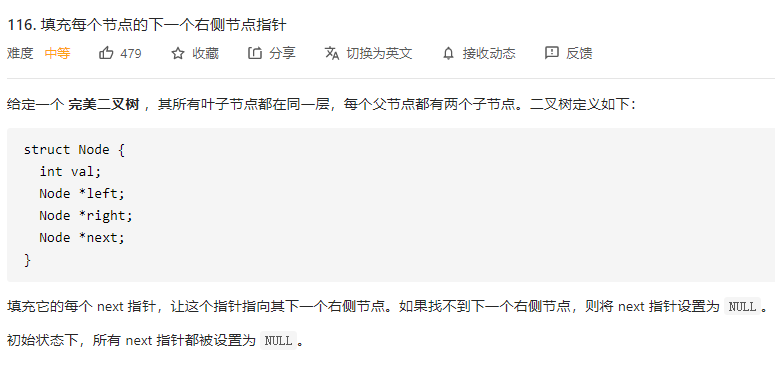 116. 填充每个节点的下一个右侧节点指针
难度 中等 479 收藏 分享 切换为英文 接收动态 反馈
给定一个 完美二叉树 ，其所有叶子节点都在同一层，每个父节点都有两个子节点。二叉树定义如下：
struct Node {
  int val;
  Node *left;
  Node *right;
  Node *next;
}
填充它的每个 next 指针，让这个指针指向其下一个右侧节点。如果找不到下一个右侧节点，则将 next 指针设置为 NULL 。
初始状态下，所有 next 指针都被设置为 NULL 。